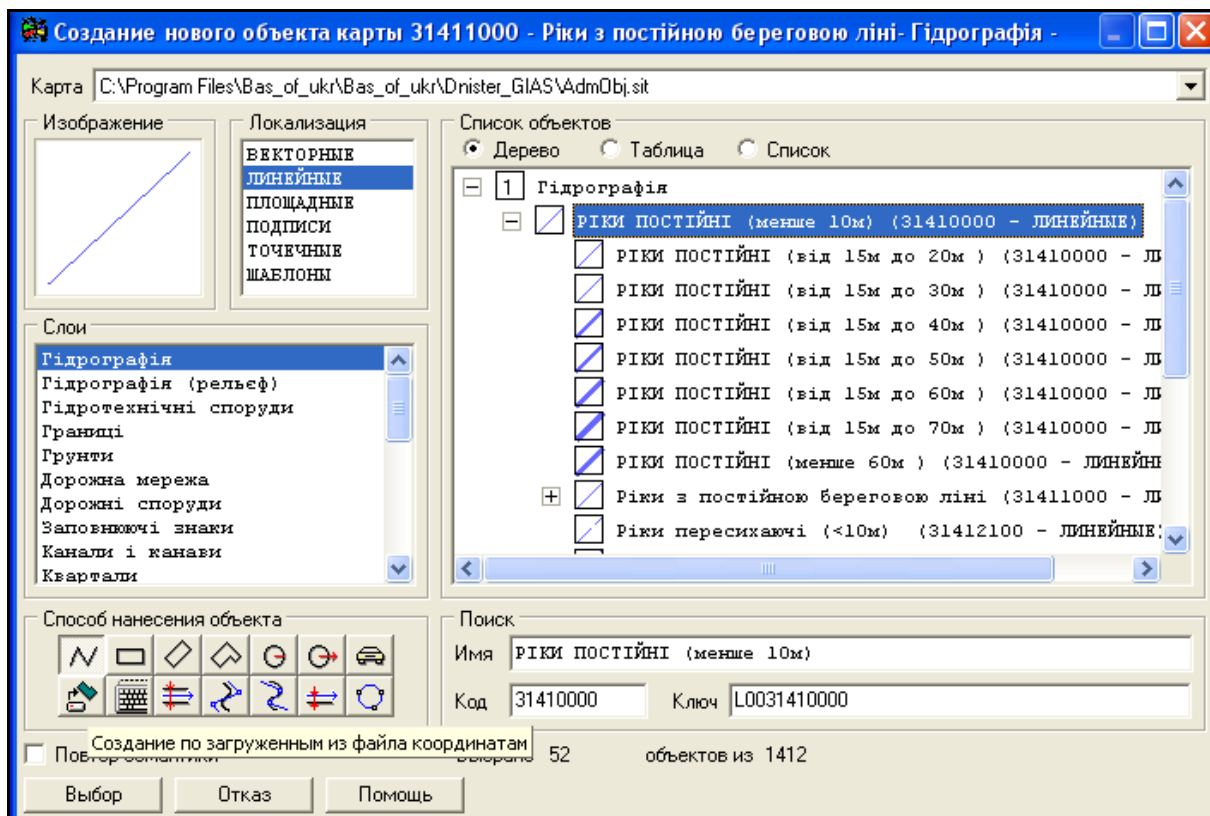 Создание нового объекта карты 31411000 - Ріки з постійною береговою ліні- Гідрографія -
Карта C:\Program Files\Bas_of_ukr\Bas_of_ukr\Dnister_GIAS\AdmObj.sit
Изображение
Локализация
ВЕКТОРНЫЕ
ЛИНЕЙНЫЕ
ПЛОЩАДНЫЕ
ПОДПИСИ
ТОЧЕЧНЫЕ
ШАБЛОНЫ
Список объектов
Дерево Таблица Список
1 Гідрографія
РІКИ ПОСТІЙНІ (менше 10м) (31410000 - ЛИНЕЙНЫЕ)
РІКИ ПОСТІЙНІ (від 15м до 20м ) (31410000 - ЛИ
РІКИ ПОСТІЙНІ (від 15м до 30м ) (31410000 - ЛИ
РІКИ ПОСТІЙНІ (від 15м до 40м ) (31410000 - ЛИ
РІКИ ПОСТІЙНІ (від 15м до 50м ) (31410000 - ЛИ
РІКИ ПОСТІЙНІ (від 15м до 60м ) (31410000 - ЛИ
РІКИ ПОСТІЙНІ (від 15м до 70м ) (31410000 - ЛИ
РІКИ ПОСТІЙНІ (менше 60м ) (31410000 - ЛИНЕЙНЫ
Ріки з постійною береговою ліні (31411000 - ЛИ
Ріки пересихаючі (<10м) (31412100 - ЛИНЕЙНЫЕ)
Слои
Гідрографія
Гідрографія (рельєф)
Гідротехнічні споруди
Границі
Грунти
Дорожна мережа
Дорожні споруди
Заповнюючі знаки
Канали і канави
Квартали
Способ нанесения объекта
Создание по загруженным из файла координатам
Поиск
Имя РІКИ ПОСТІЙНІ (менше 10м)
Код 31410000 Ключ L0031410000
52 объектов из 1412
Выбор Отказ Помощь